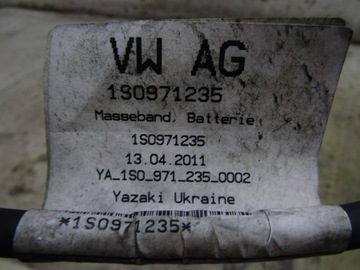 VW AG
1S0971235
Masseband, Batterie
1S0971235
13.04.2011
YA_1S0_971_235_0002
Yazaki Ukraine
*1S0971235*